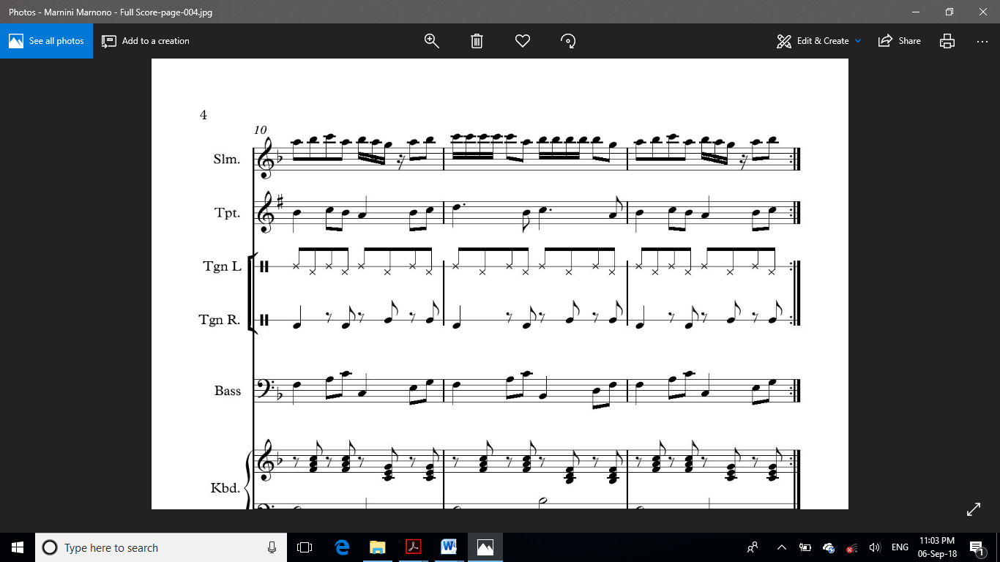 Photos - Marnini Marnono - Full Score-page-004.jpg
See all photos
Add to a creation
Edit & Create
Share
4
10
Slm.
Tpt.
Tgn L
Tgn R.
Bass
Kbd.
Type here to search
ENG
11:03 PM
06-Sep-18
1